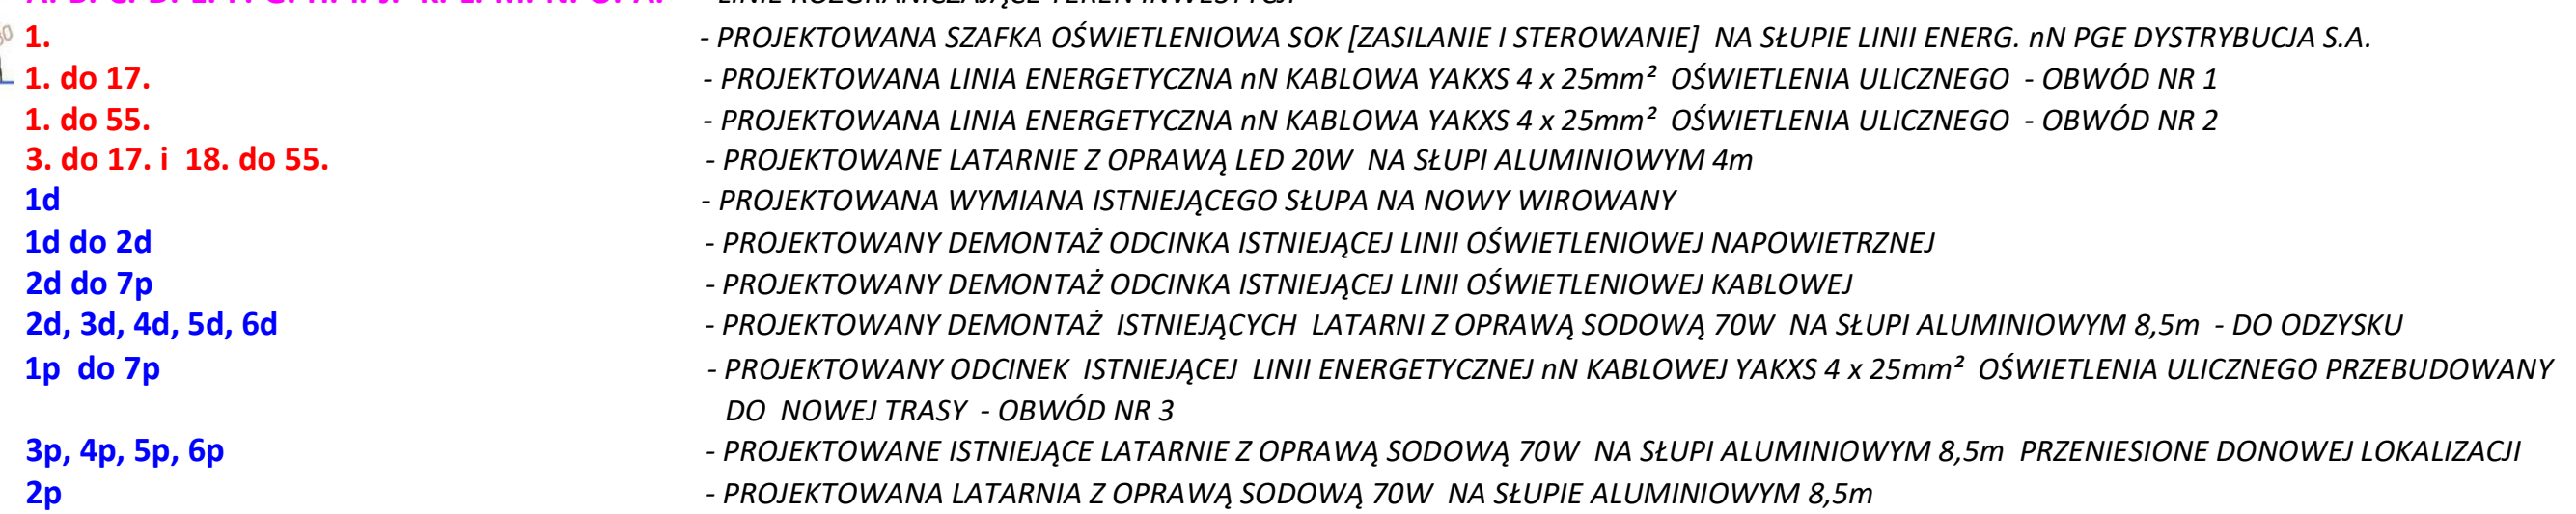 1. - PROJEKTOWANA SZAFKA OŚWIETLENIOWA SOK [ZASILANIE I STEROWANIE] NA SŁUPIE LINII ENERG. nN PGE DYSTRYBUCJA S.A.
1. do 17. - PROJEKTOWANA LINIA ENERGETYCZNA nN KABLOWA YAKXS 4 x 25mm² OŚWIETLENIA ULICZNEGO - OBWÓD NR 1
1. do 55. - PROJEKTOWANA LINIA ENERGETYCZNA nN KABLOWA YAKXS 4 x 25mm² OŚWIETLENIA ULICZNEGO - OBWÓD NR 2
3. do 17. i 18. do 55. - PROJEKTOWANE LATARNIE Z OPRAWĄ LED 20W NA SŁUPI ALUMINIOWYM 4m
1d - PROJEKTOWANA WYMIANA ISTNIEJĄCEGO SŁUPA NA NOWY WIROWANY
1d do 2d - PROJEKTOWANY DEMONTAŻ ODCINKA ISTNIEJĄCEJ LINII OŚWIETLENIOWEJ NAPOWIETRZNEJ
2d do 7p - PROJEKTOWANY DEMONTAŻ ODCINKA ISTNIEJĄCEJ LINII OŚWIETLENIOWEJ KABLOWEJ
2d, 3d, 4d, 5d, 6d - PROJEKTOWANY DEMONTAŻ ISTNIEJĄCYCH LATARNI Z OPRAWĄ SODOWĄ 70W NA SŁUPI ALUMINIOWYM 8,5m - DO ODZYSKU
1p do 7p - PROJEKTOWANY ODCINEK ISTNIEJĄCEJ LINII ENERGETYCZNEJ nN KABLOWEJ YAKXS 4 x 25mm² OŚWIETLENIA ULICZNEGO PRZEBUDOWANY
DO NOWEJ TRASY - OBWÓD NR 3
3p, 4p, 5p, 6p - PROJEKTOWANE ISTNIEJĄCE LATARNIE Z OPRAWĄ SODOWĄ 70W NA SŁUPI ALUMINIOWYM 8,5m PRZENIESIONE DONOWEJ LOKALIZACJI
2p - PROJEKTOWANA LATARNIA Z OPRAWĄ SODOWĄ 70W NA SŁUPIE ALUMINIOWYM 8,5m